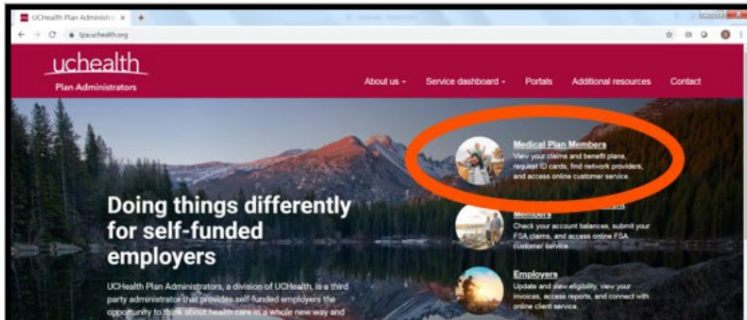 UCHealth Plan Administr
tpa.uchealth.org
uchealth
Plan Administrators
About us
Service dashboard
Portals
Additional resources
Contact
Medical Plan Members
View your claims and benefit plans,
request ID cards, find network providers,
and access online customer service.
Members
Check your account balances, submit your
FSA claims, and access online FSA
customer service.
Employers
Update and view eligibility, view your
invoices, access reports, and connect with
online client service.
Doing things differently
for self-funded
employers
UCHealth Plan Administrators, a division of UCHealth, is a third
party administrator that provides self-funded employers the
opportunity to think about health care in a whole new way and